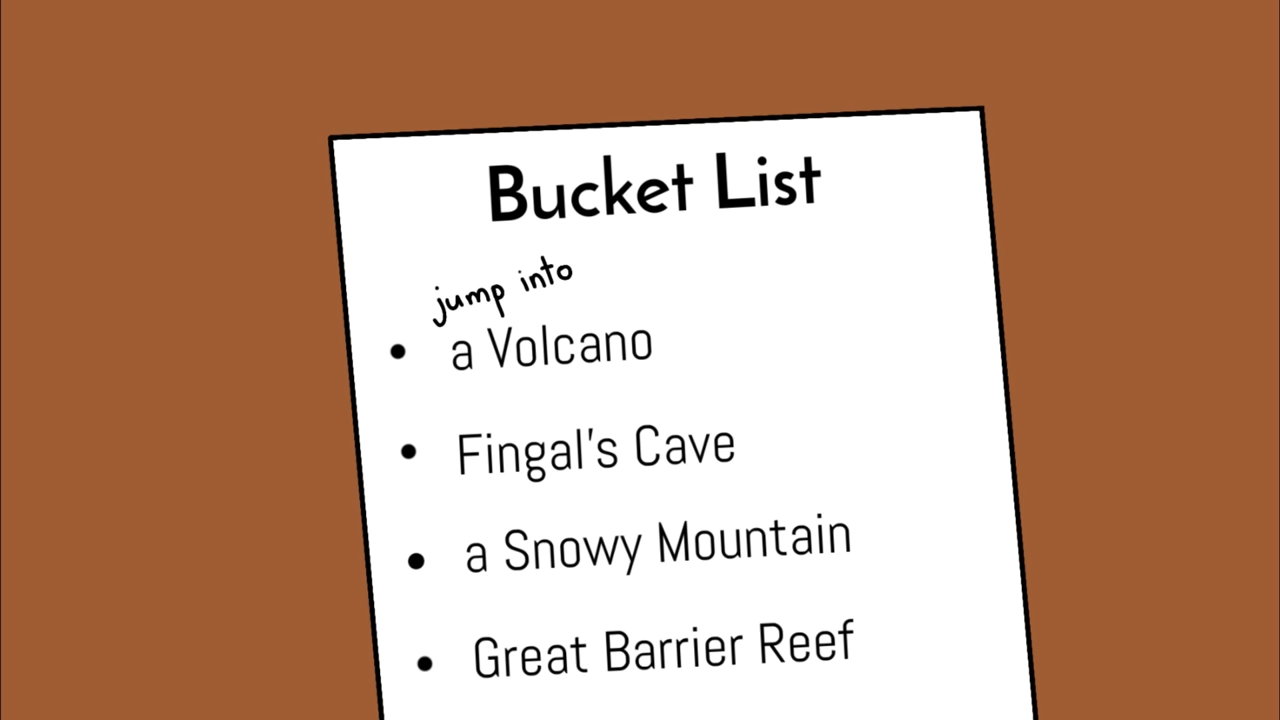 Bucket List
jump into
• a Volcano
• Fingal's Cave
• a Snowy Mountain
• Great Barrier Reef